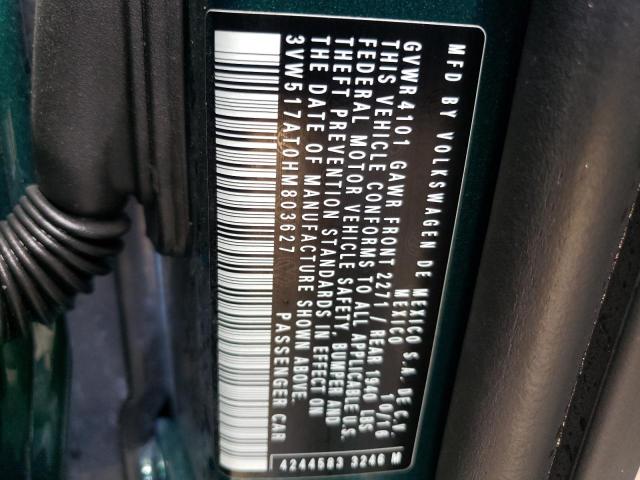 MFD BY VOLKSWAGEN DE MEXICO S.A. DE C.V
MEXICO 10/16
GVWR 4101 GAWR FRONT 2271/ REAR 1940 LBS
THIS VEHICLE CONFORMS TO ALL APPLICABLE U.S.
FEDERAL MOTOR VEHICLE SAFETY, BUMPER AND
THEFT PREVENTION STANDARDS IN EFFECT ON
THE DATE OF MANUFACTURE SHOWN ABOVE
3VW517AT0HM803627 PASSENGER CAR
4244563 3246 M